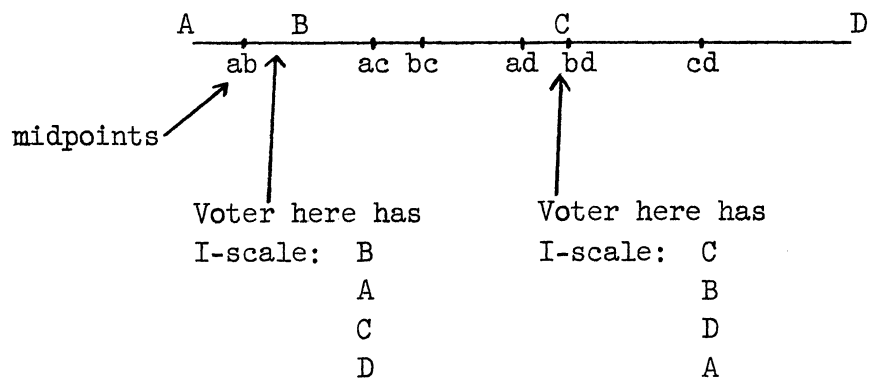 A B C D
ab ac bc ad bd cd
midpoints
Voter here has Voter here has
I-scale: B I-scale: C
A B
C D
D A